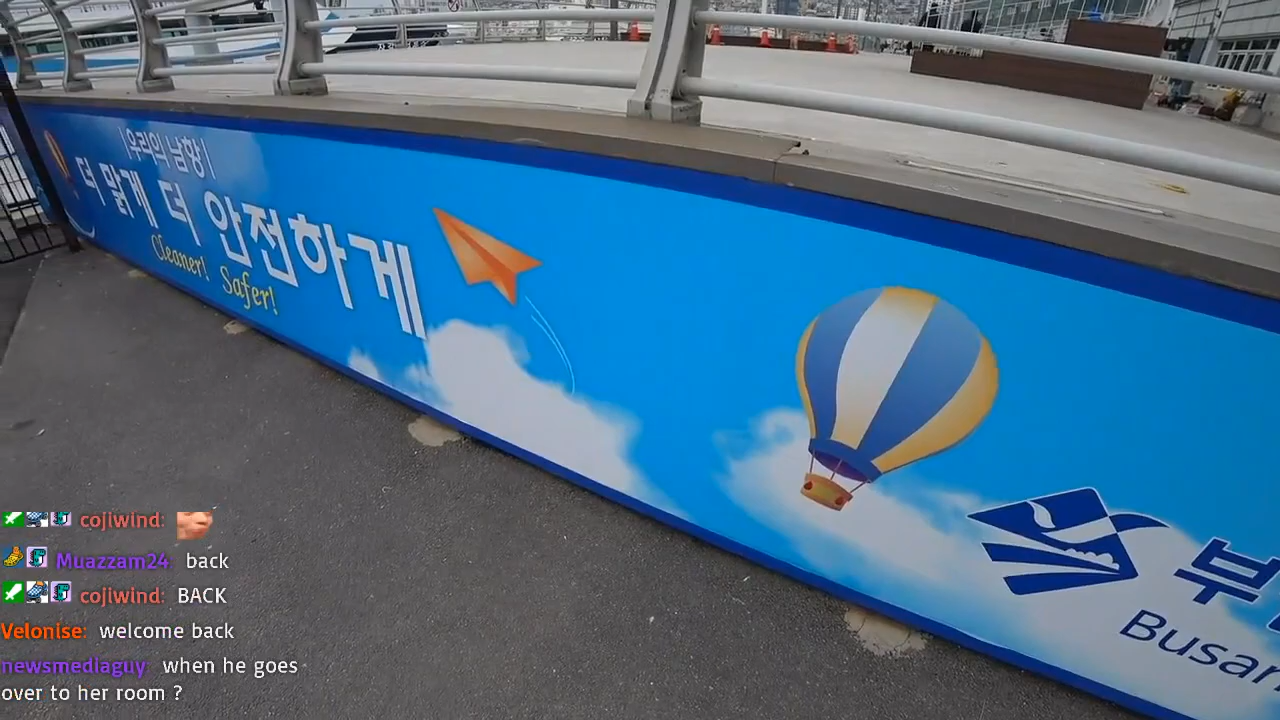 |우리의 남항|
더 맑게 더 안전하게
Cleaner! Safer!
부
Busan
cojiwind:
Muazzam24 back
cojiwind: BACK
Velonise: welcome back
newsmediaguy when he goes
over to her room ?